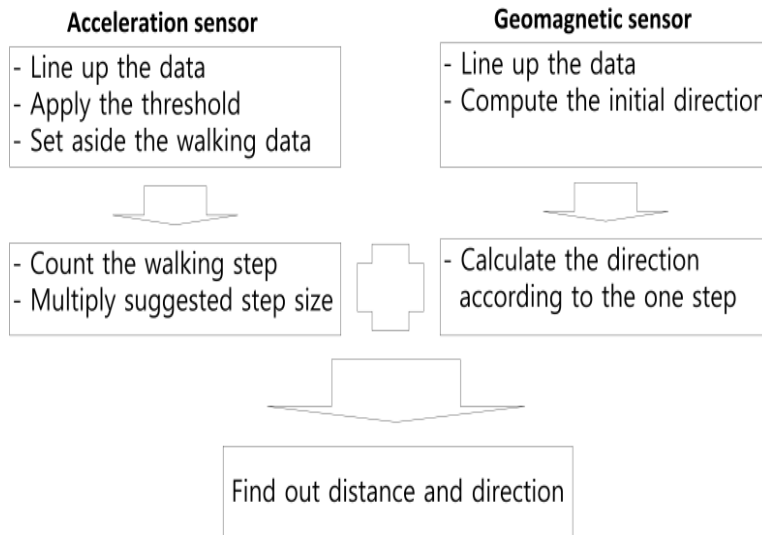 Acceleration sensor
- Line up the data
- Apply the threshold
- Set aside the walking data
Geomagnetic sensor
- Line up the data
- Compute the initial direction
- Count the walking step
- Multiply suggested step size
- Calculate the direction
according to the one step
Find out distance and direction